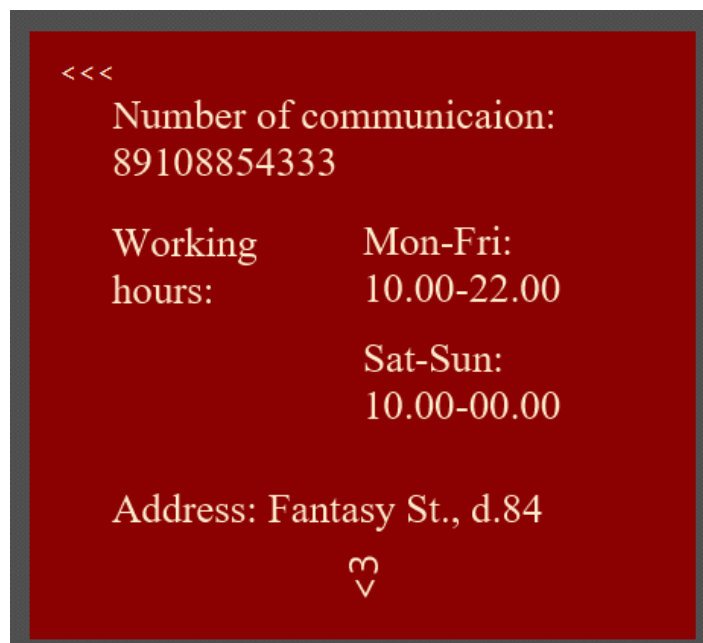 <<<
Number of communicaion:
89108854333
Working
hours:
Mon-Fri:
10.00-22.00
Sat-Sun:
10.00-00.00
Address: Fantasy St., d.84
<3